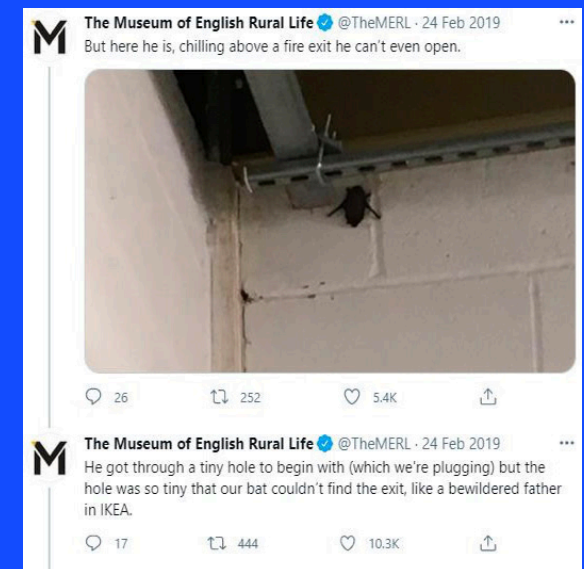 The Museum of English Rural Life @TheMERL · 24 Feb 2019
But here he is, chilling above a fire exit he can't even open.
26 252 5.4K
The Museum of English Rural Life @TheMERL · 24 Feb 2019
He got through a tiny hole to begin with (which we're plugging) but the
hole was so tiny that our bat couldn't find the exit, like a bewildered father
in IKEA.
17 444 10.3K